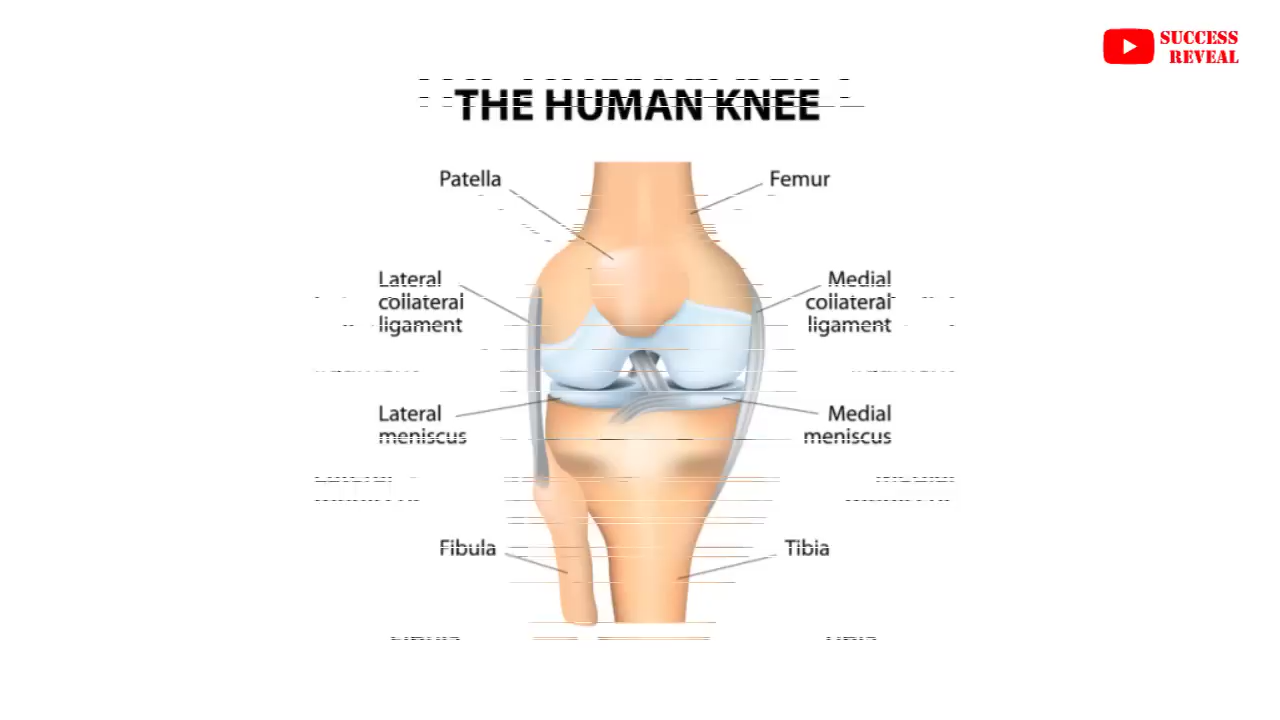 SUCCESS
REVEAL
THE HUMAN KNEE
Patella
Femur
Lateral
collateral
ligament
Medial
collateral
ligament
Lateral
meniscus
Medial
meniscus
Fibula
Tibia